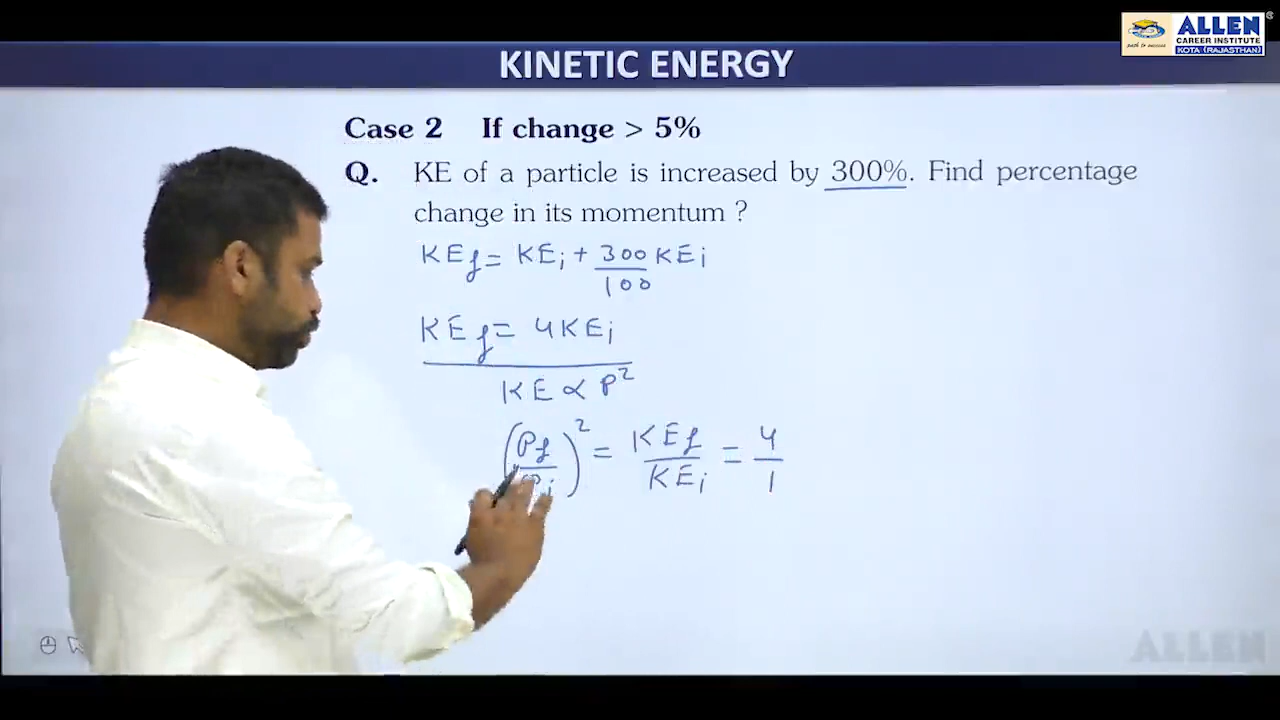 ALLEN
CAREER INSTITUTE
KOTA (RAJASTHAN)
KINETIC ENERGY
Case 2 If change > 5%
Q. KE of a particle is increased by 300%. Find percentage
change in its momentum ?
KEf = KEi + 300/100 KEi
KEf = 4KEi
KE ∝ P²
(Pf/Pi)² = KEf/KEi = 4/1
ALLEN